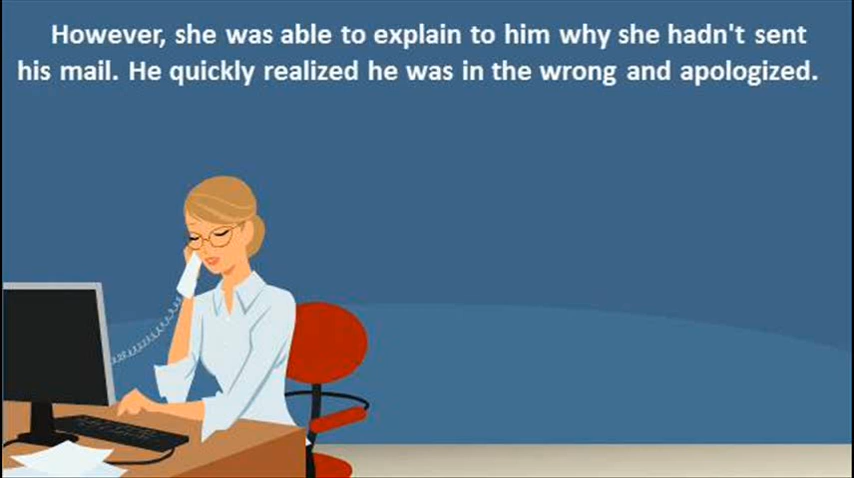 However, she was able to explain to him why she hadn't sent
his mail. He quickly realized he was in the wrong and apologized.